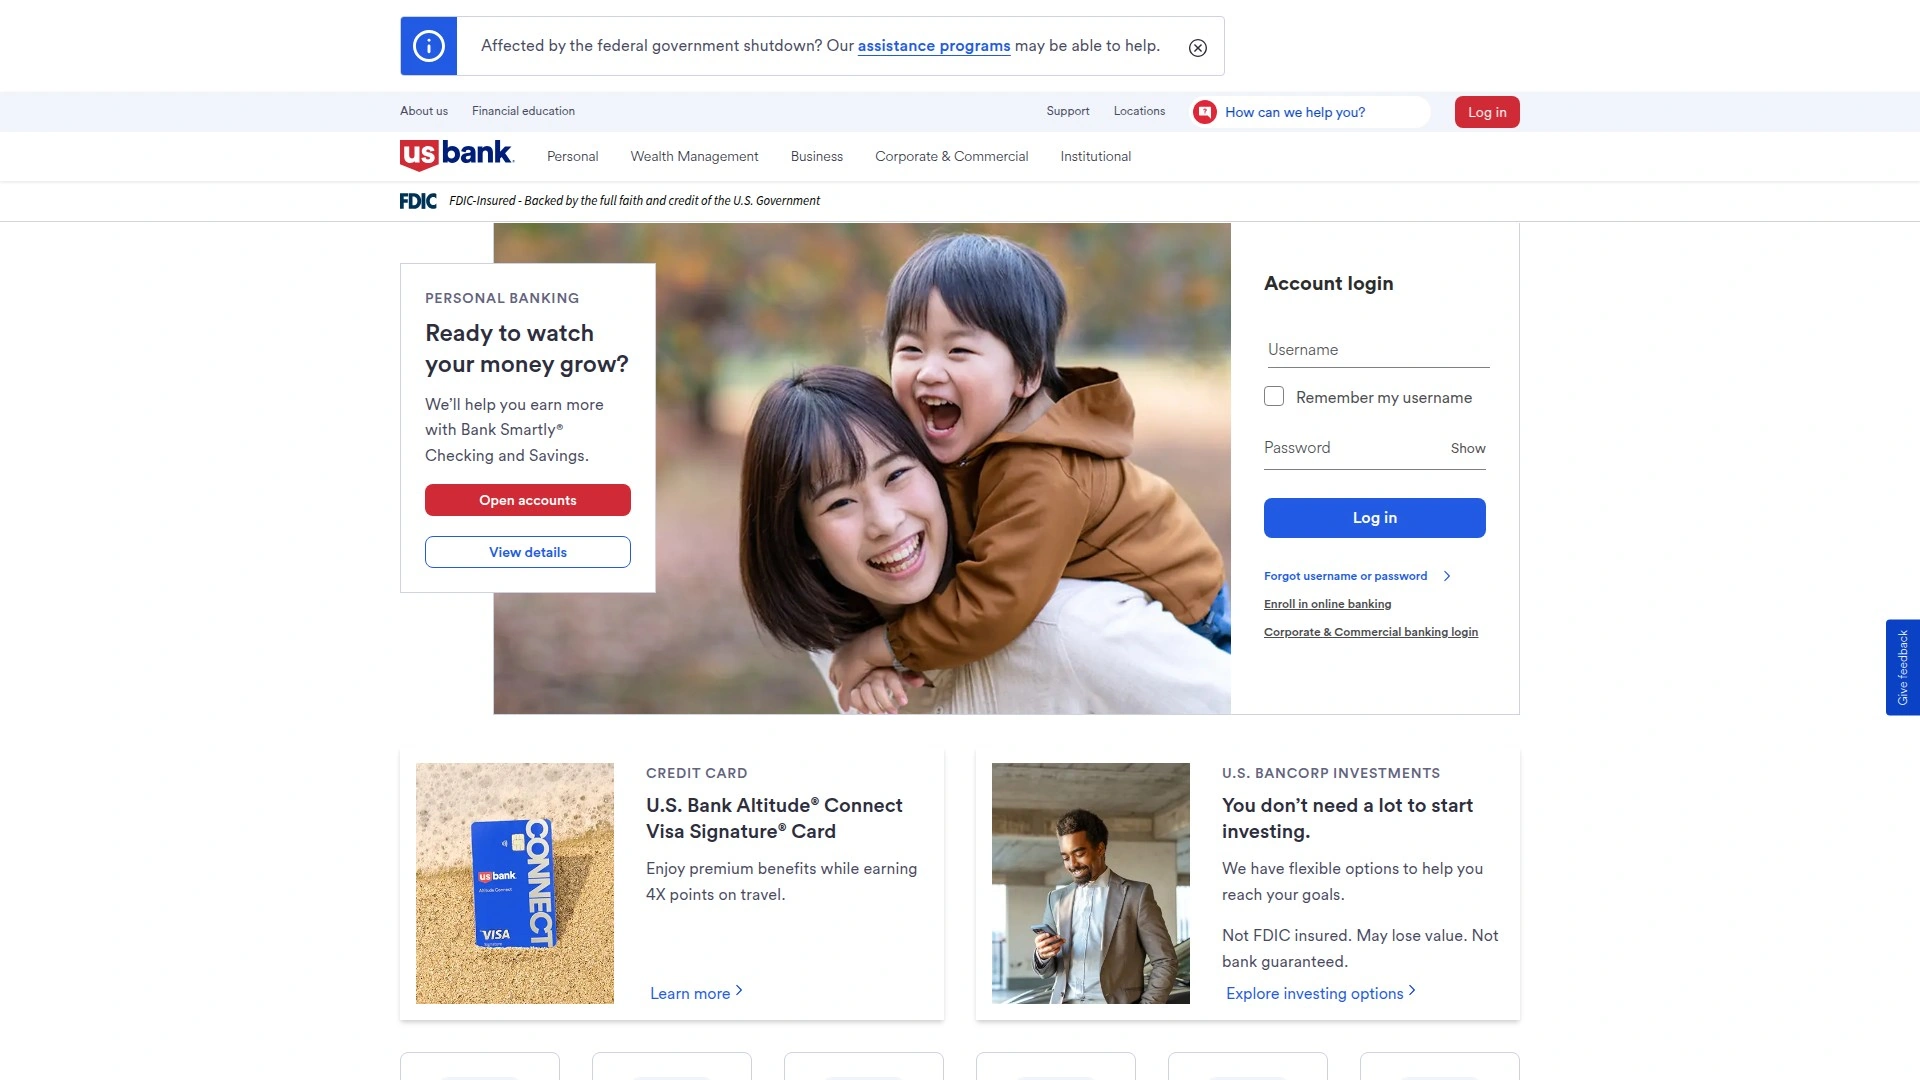 Affected by the federal government shutdown? Our assistance programs may be able to help.
About us
Financial education
Support
Locations
How can we help you?
Log in
us bank.
Personal
Wealth Management
Business
Corporate & Commercial
Institutional
FDIC
FDIC-Insured - Backed by the full faith and credit of the U.S. Government
PERSONAL BANKING
Ready to watch
your money grow?
We’ll help you earn more
with Bank Smartly®
Checking and Savings.
Open accounts
View details
Account login
Username
Remember my username
Password
Show
Log in
Forgot username or password
Enroll in online banking
Corporate & Commercial banking login
Give feedback
us bank.
Altitude Connect
CONNECT
VISA
Signature
CREDIT CARD
U.S. Bank Altitude® Connect
Visa Signature® Card
Enjoy premium benefits while earning
4X points on travel.
Learn more
U.S. BANCORP INVESTMENTS
You don’t need a lot to start
investing.
We have flexible options to help you
reach your goals.
Not FDIC insured. May lose value. Not
bank guaranteed.
Explore investing options